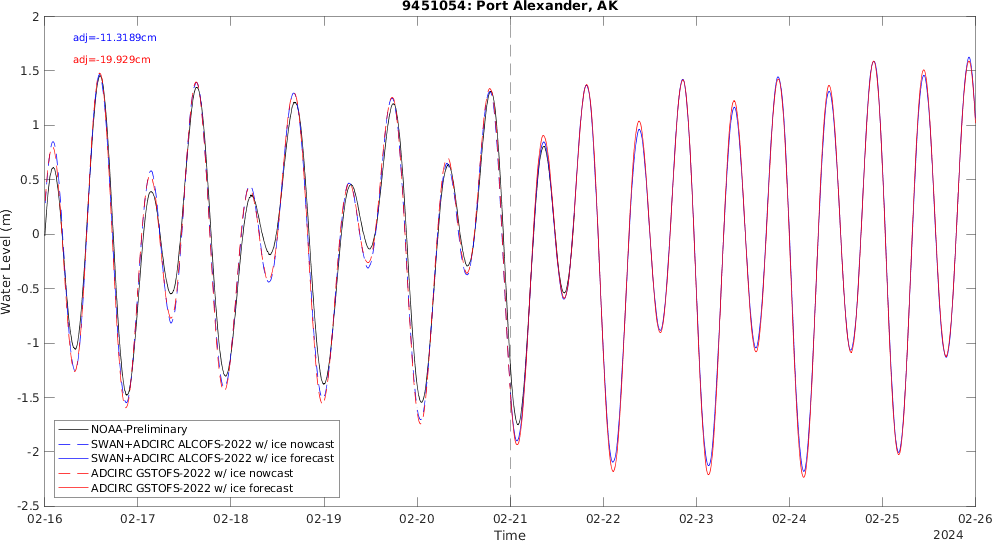 9451054: Port Alexander, AK
adj=-11.3189cm
adj=-19.929cm
2
1.5
1
0.5
0
-0.5
-1
-1.5
-2
-2.5
Water Level (m)
NOAA-Preliminary
SWAN+ADCIRC ALCOFS-2022 w/ ice nowcast
SWAN+ADCIRC ALCOFS-2022 w/ ice forecast
ADCIRC GSTOFS-2022 w/ ice nowcast
ADCIRC GSTOFS-2022 w/ ice forecast
02-16 02-17 02-18 02-19 02-20 02-21 02-22 02-23 02-24 02-25 02-26
Time
2024